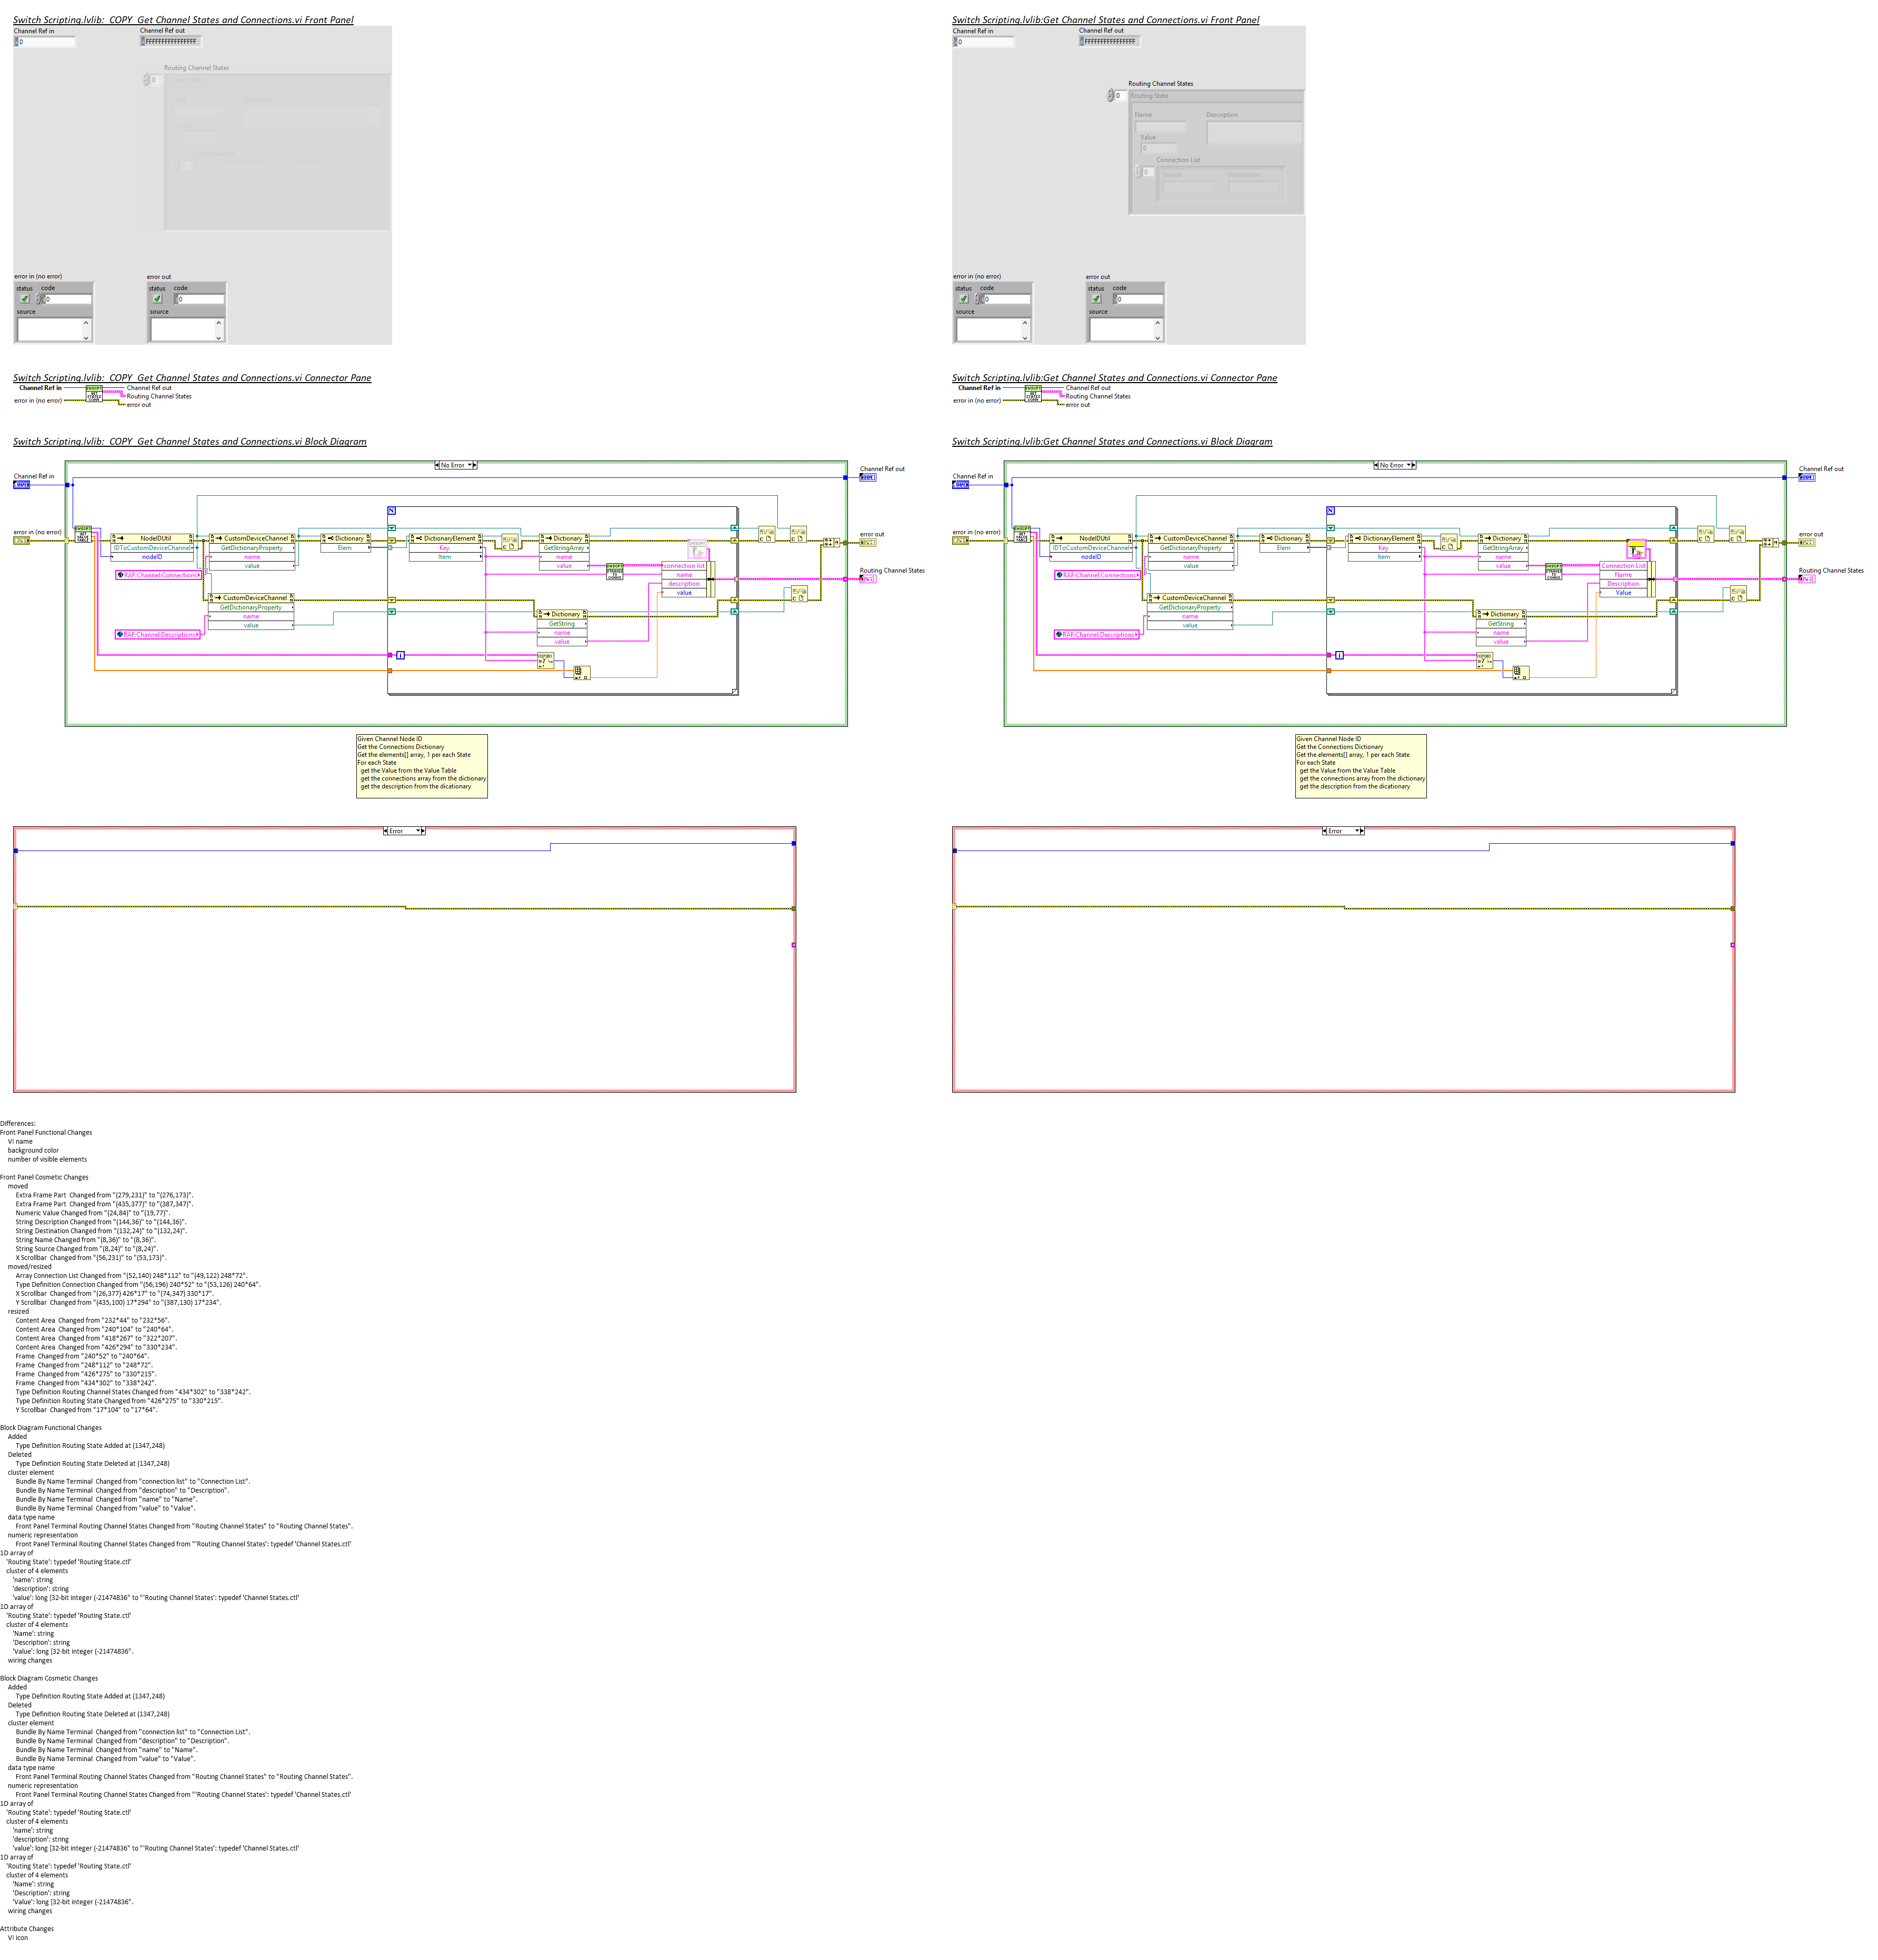 Switch Scripting.lvlib:_COPY_Get Channel States and Connections.vi Front Panel
Channel Ref in
Channel Ref out
0
FFFFFFFFFFFFFFFF
Routing Channel States
0
error in (no error)
error out
status code
status code
0
0
source
source
Switch Scripting.lvlib:Get Channel States and Connections.vi Front Panel
Channel Ref in
Channel Ref out
0
FFFFFFFFFFFFFFFF
Routing Channel States
0
Routing State
Name
Description
Value
0
Connection List
0
Source
Destination
error in (no error)
error out
status code
status code
0
0
source
source
Switch Scripting.lvlib:_COPY_Get Channel States and Connections.vi Connector Pane
Channel Ref in
Channel Ref out
Routing Channel States
error in (no error)
error out
Switch Scripting.lvlib:Get Channel States and Connections.vi Connector Pane
Channel Ref in
Channel Ref out
Routing Channel States
error in (no error)
error out
Switch Scripting.lvlib:_COPY_Get Channel States and Connections.vi Block Diagram
No Error
Channel Ref in
Channel Ref out
error in (no error)
error out
Routing Channel States
N
NodeIDUtil
IDToCustomDeviceChannel
nodeID
CustomDeviceChannel
GetDictionaryProperty
name
value
Dictionary
Elem
DictionaryElement
Key
Item
Dictionary
GetStringArray
name
value
connection list
name
description
value
RAF:Channel:Connections
CustomDeviceChannel
GetDictionaryProperty
name
value
RAF:Channel:Descriptions
Dictionary
GetString
name
value
i
Given Channel Node ID
Get the Connections Dictionary
Get the elements[] array, 1 per each State
For each State
get the Value from the Value Table
get the connections array from the dictionary
get the description from the dicationary
Error
Switch Scripting.lvlib:Get Channel States and Connections.vi Block Diagram
No Error
Channel Ref in
Channel Ref out
error in (no error)
error out
Routing Channel States
N
NodeIDUtil
IDToCustomDeviceChannel
nodeID
CustomDeviceChannel
GetDictionaryProperty
name
value
Dictionary
Elem
DictionaryElement
Key
Item
Dictionary
GetStringArray
name
value
Connection List
Name
Description
Value
RAF:Channel:Connections
CustomDeviceChannel
GetDictionaryProperty
name
value
RAF:Channel:Descriptions
Dictionary
GetString
name
value
i
Given Channel Node ID
Get the Connections Dictionary
Get the elements[] array, 1 per each State
For each State
get the Value from the Value Table
get the connections array from the dictionary
get the description from the dicationary
Error
Differences:
Front Panel Functional Changes
VI name
background color
number of visible elements
Front Panel Cosmetic Changes
moved
Extra Frame Part Changed from "(279,231)" to "(276,173)".
Extra Frame Part Changed from "(435,377)" to "(387,347)".
Numeric Value Changed from "(24,84)" to "(19,77)".
String Description Changed from "(144,36)" to "(144,36)".
String Destination Changed from "(132,24)" to "(132,24)".
String Name Changed from "(8,36)" to "(8,36)".
String Source Changed from "(8,24)" to "(8,24)".
X Scrollbar Changed from "(56,231)" to "(53,173)".
moved/resized
Array Connection List Changed from "(52,140) 248*112" to "(49,122) 248*72".
Type Definition Connection Changed from "(56,196) 240*52" to "(53,126) 240*64".
X Scrollbar Changed from "(26,377) 426*17" to "(74,347) 330*17".
Y Scrollbar Changed from "(435,100) 17*294" to "(387,130) 17*234".
resized
Content Area Changed from "232*44" to "232*56".
Content Area Changed from "240*104" to "240*64".
Content Area Changed from "418*267" to "322*207".
Content Area Changed from "426*294" to "330*234".
Frame Changed from "240*52" to "240*64".
Frame Changed from "248*112" to "248*72".
Frame Changed from "426*275" to "330*215".
Frame Changed from "434*302" to "338*242".
Type Definition Routing Channel States Changed from "434*302" to "338*242".
Type Definition Routing State Changed from "426*275" to "330*215".
Y Scrollbar Changed from "17*104" to "17*64".
Block Diagram Functional Changes
Added
Type Definition Routing State Added at (1347,248)
Deleted
Type Definition Routing State Deleted at (1347,248)
cluster element
Bundle By Name Terminal Changed from "connection list" to "Connection List".
Bundle By Name Terminal Changed from "description" to "Description".
Bundle By Name Terminal Changed from "name" to "Name".
Bundle By Name Terminal Changed from "value" to "Value".
data type name
Front Panel Terminal Routing Channel States Changed from "Routing Channel States" to "Routing Channel States".
numeric representation
Front Panel Terminal Routing Channel States Changed from "'Routing Channel States': typedef 'Channel States.ctl'
1D array of
'Routing State': typedef 'Routing State.ctl'
cluster of 4 elements
'name': string
'description': string
'value': long [32-bit integer (-21474836" to "'Routing Channel States': typedef 'Channel States.ctl'
1D array of
'Routing State': typedef 'Routing State.ctl'
cluster of 4 elements
'Name': string
'Description': string
'Value': long [32-bit integer (-21474836".
wiring changes
Block Diagram Cosmetic Changes
Added
Type Definition Routing State Added at (1347,248)
Deleted
Type Definition Routing State Deleted at (1347,248)
cluster element
Bundle By Name Terminal Changed from "connection list" to "Connection List".
Bundle By Name Terminal Changed from "description" to "Description".
Bundle By Name Terminal Changed from "name" to "Name".
Bundle By Name Terminal Changed from "value" to "Value".
data type name
Front Panel Terminal Routing Channel States Changed from "Routing Channel States" to "Routing Channel States".
numeric representation
Front Panel Terminal Routing Channel States Changed from "'Routing Channel States': typedef 'Channel States.ctl'
1D array of
'Routing State': typedef 'Routing State.ctl'
cluster of 4 elements
'name': string
'description': string
'value': long [32-bit integer (-21474836" to "'Routing Channel States': typedef 'Channel States.ctl'
1D array of
'Routing State': typedef 'Routing State.ctl'
cluster of 4 elements
'Name': string
'Description': string
'Value': long [32-bit integer (-21474836".
wiring changes
Attribute Changes
VI icon